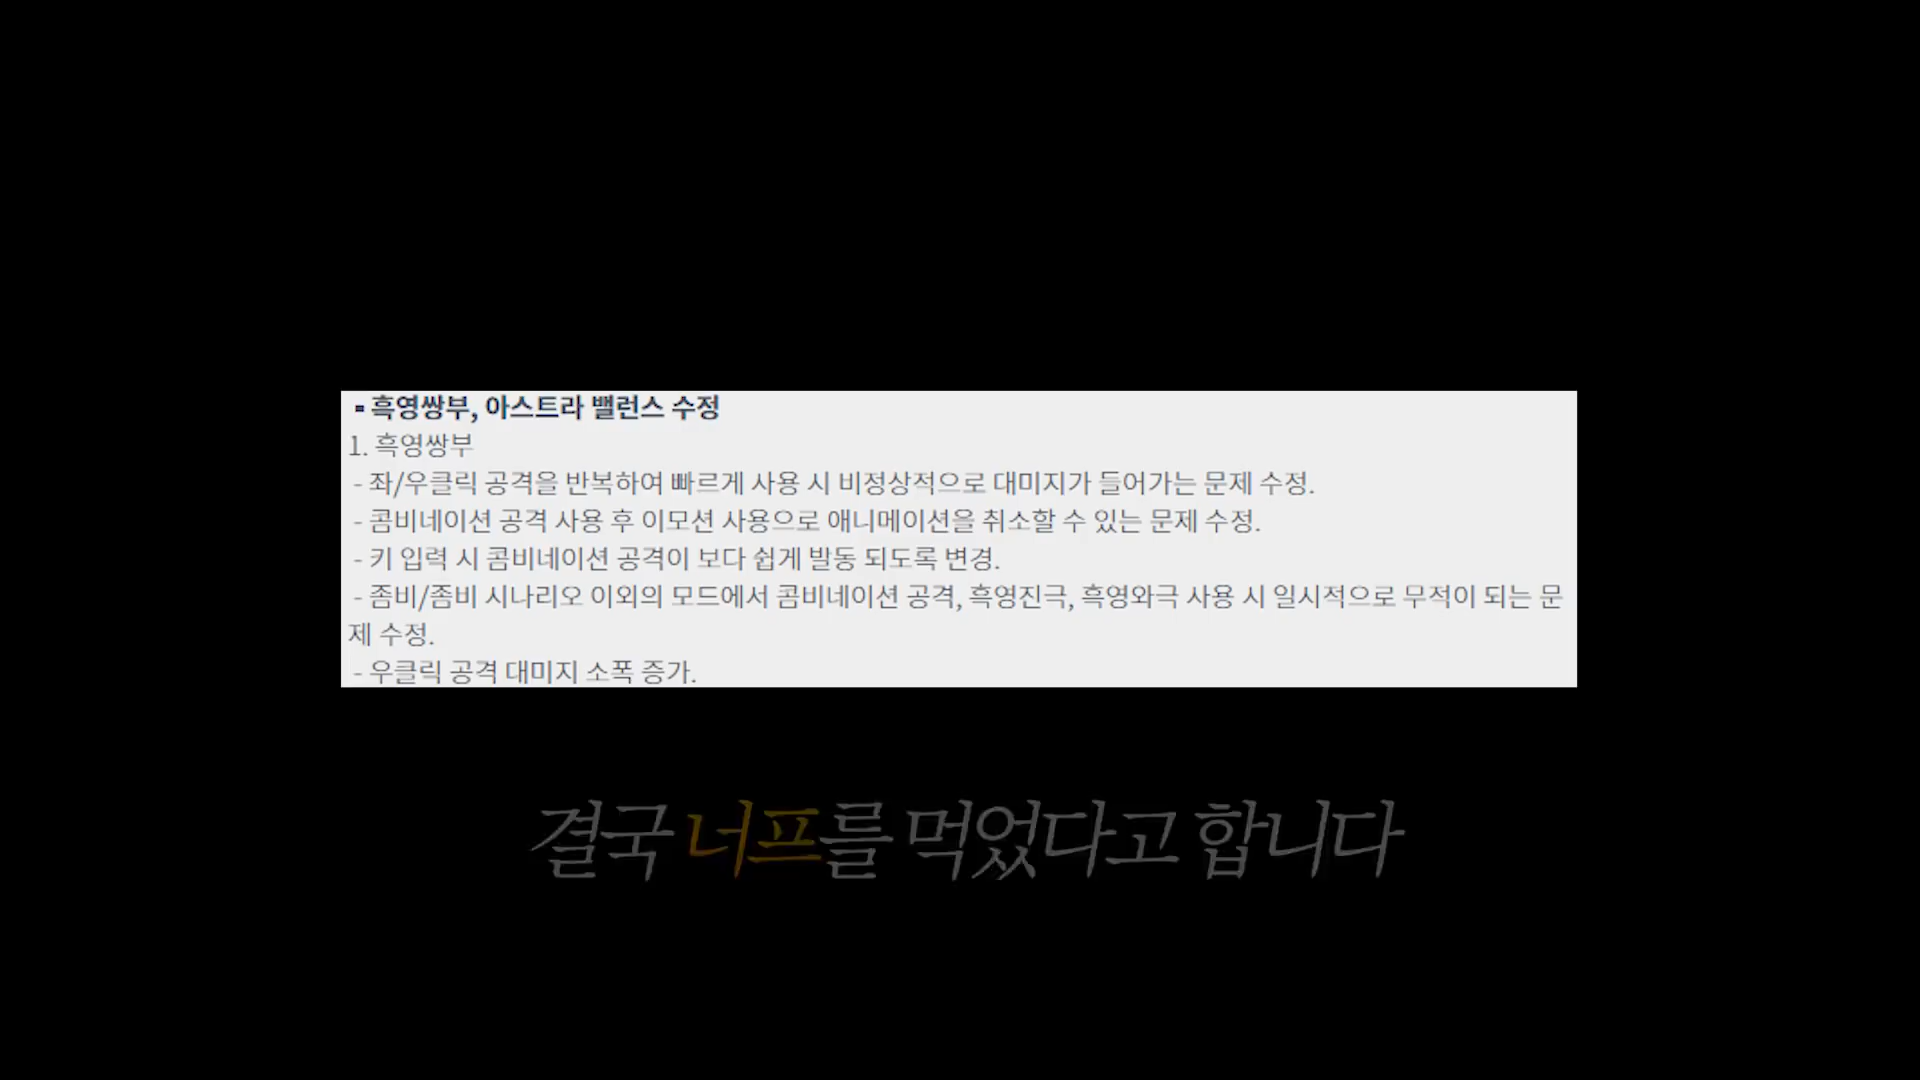 ▪ 흑영쌍부, 아스트라 밸런스 수정
1. 흑영쌍부
- 좌/우클릭 공격을 반복하여 빠르게 사용 시 비정상적으로 대미지가 들어가는 문제 수정.
- 콤비네이션 공격 사용 후 이모션 사용으로 애니메이션을 취소할 수 있는 문제 수정.
- 키 입력 시 콤비네이션 공격이 보다 쉽게 발동 되도록 변경.
- 좀비/좀비 시나리오 이외의 모드에서 콤비네이션 공격, 흑영진극, 흑영와극 사용 시 일시적으로 무적이 되는 문
제 수정.
- 우클릭 공격 대미지 소폭 증가.
결국 너프를 먹었다고 합니다